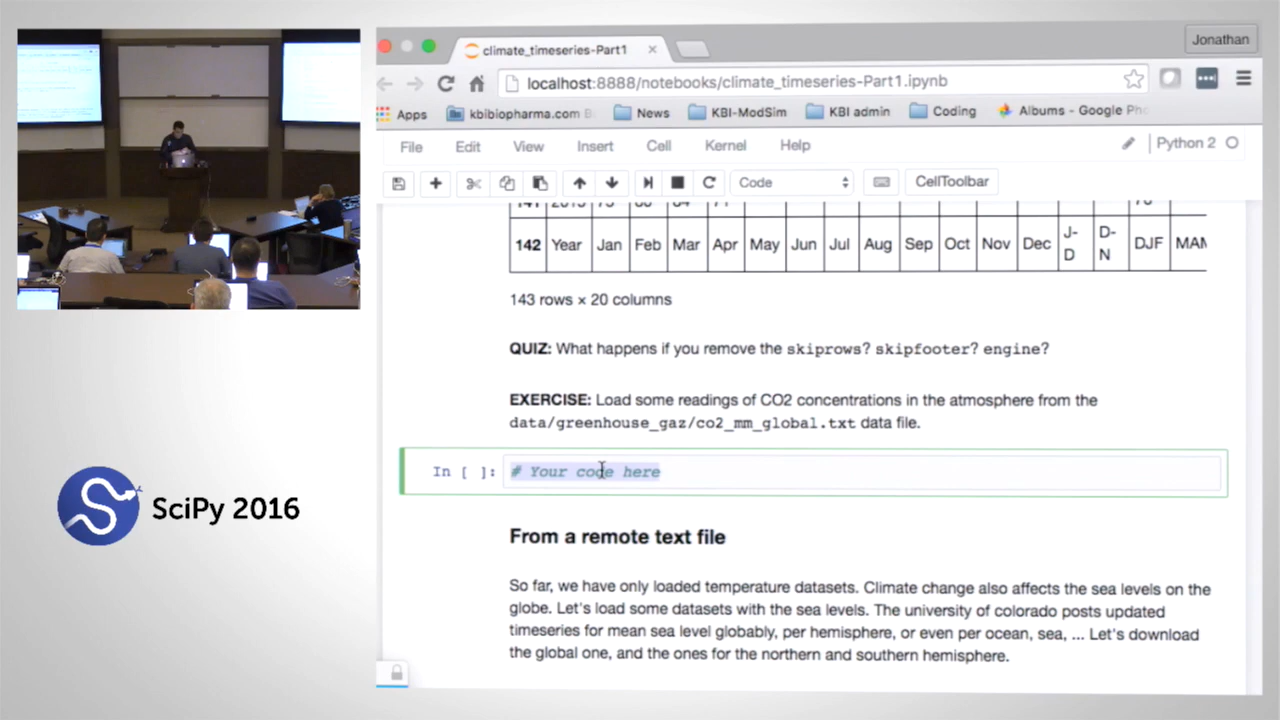 Jonathan
climate_timeseries-Part1
localhost:8888/notebooks/climate_timeseries-Part1.ipynb
Apps kbibiopharma.com News KBI-ModSim KBI admin Coding Albums - Google Pho
File Edit View Insert Cell Kernel Help Python 2
Code CellToolbar
142 Year Jan Feb Mar Apr May Jun Jul Aug Sep Oct Nov Dec J-D D-N DJF MAM
143 rows × 20 columns
QUIZ: What happens if you remove the skiprows? skipfooter? engine?
EXERCISE: Load some readings of CO2 concentrations in the atmosphere from the
data/greenhouse_gaz/co2_mm_global.txt data file.
In [ ]: # Your code here
From a remote text file
So far, we have only loaded temperature datasets. Climate change also affects the sea levels on the
globe. Let's load some datasets with the sea levels. The university of colorado posts updated
timeseries for mean sea level globally, per hemisphere, or even per ocean, sea, ... Let's download
the global one, and the ones for the northern and southern hemisphere.
SciPy 2016